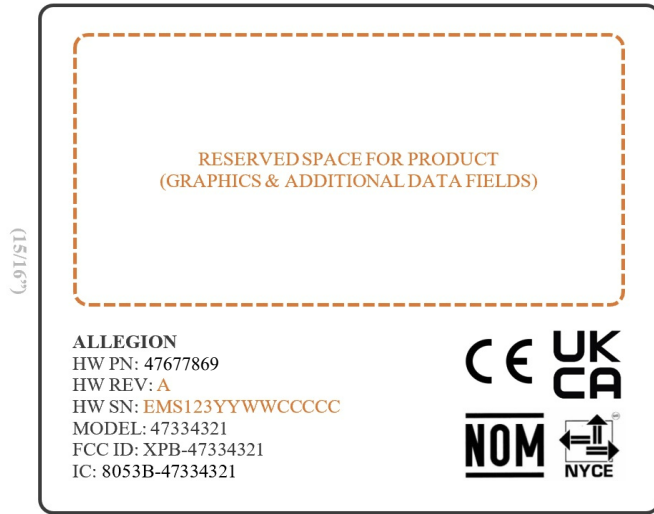 RESERVED SPACE FOR PRODUCT
(GRAPHICS & ADDITIONAL DATA FIELDS)
(15/16")
ALLEGION
HW PN: 47677869
HW REV: A
HW SN: EMS123YYWWCCCCC
MODEL: 47334321
FCC ID: XPB-47334321
IC: 8053B-47334321
CE
UK
CA
NOM
NYCE